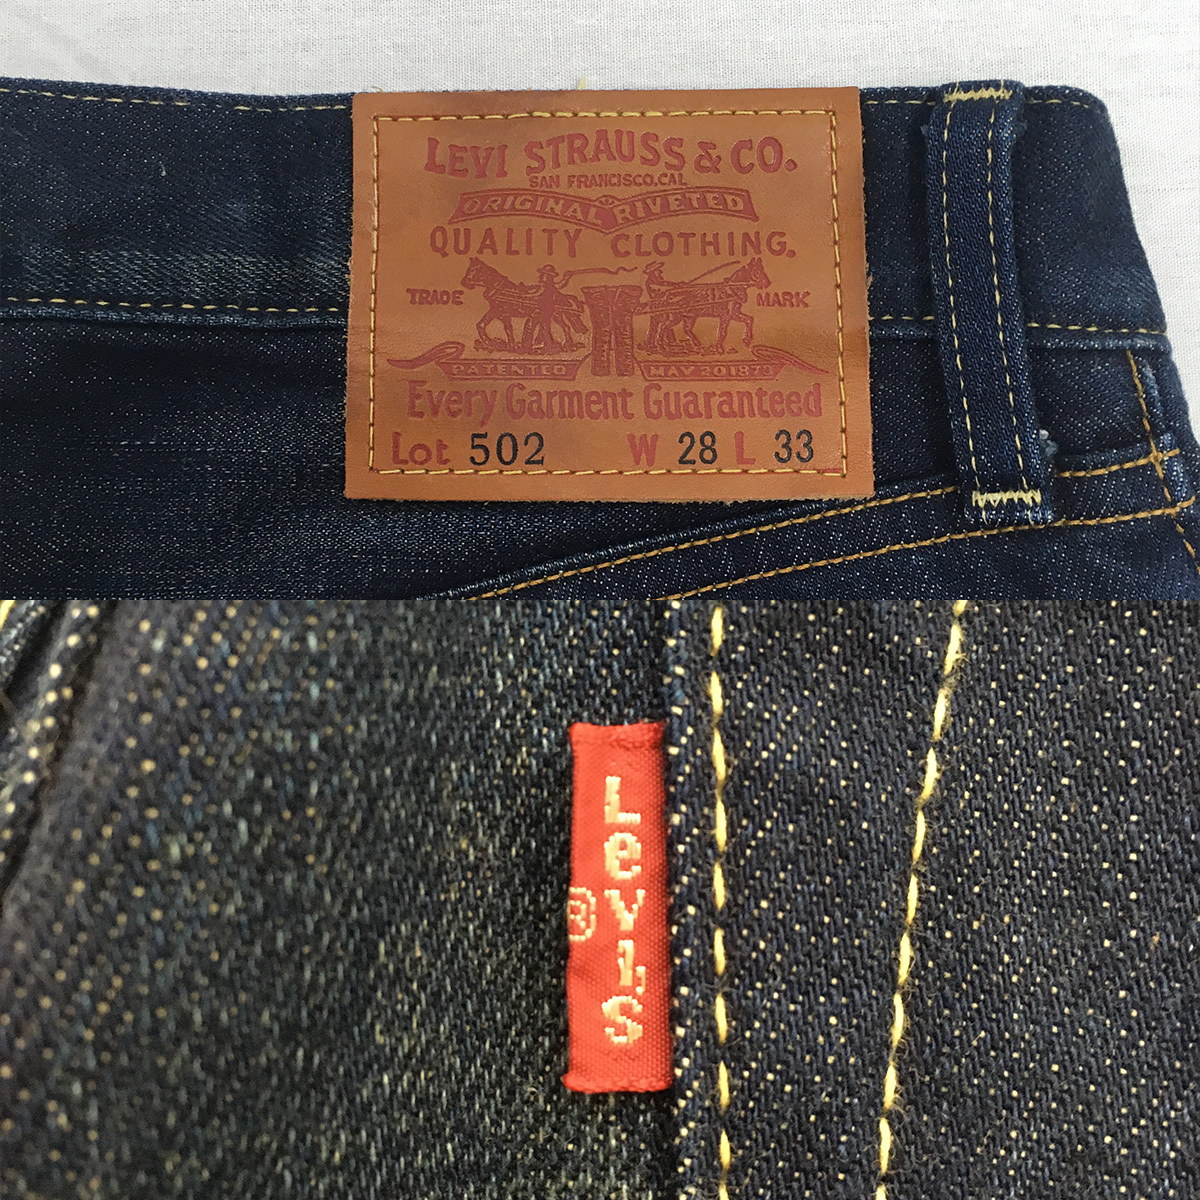 LEVI STRAUSS & CO.
SAN FRANCISCO, CAL
ORIGINAL RIVETED
QUALITY CLOTHING.
TRADE MARK
PATENTED MAY 20 1873
Every Garment Guaranteed
Lot 502 W 28 L 33
Levi's
®